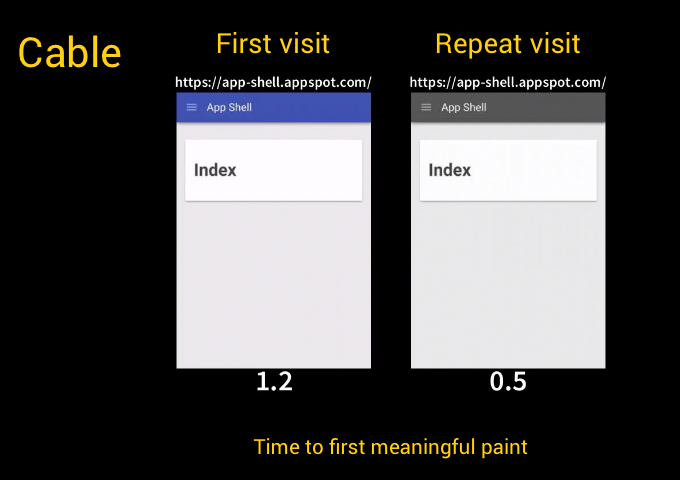 Cable
First visit
Repeat visit
https://app-shell.appspot.com/
https://app-shell.appspot.com/
App Shell
App Shell
Index
Index
1.2
0.5
Time to first meaningful paint